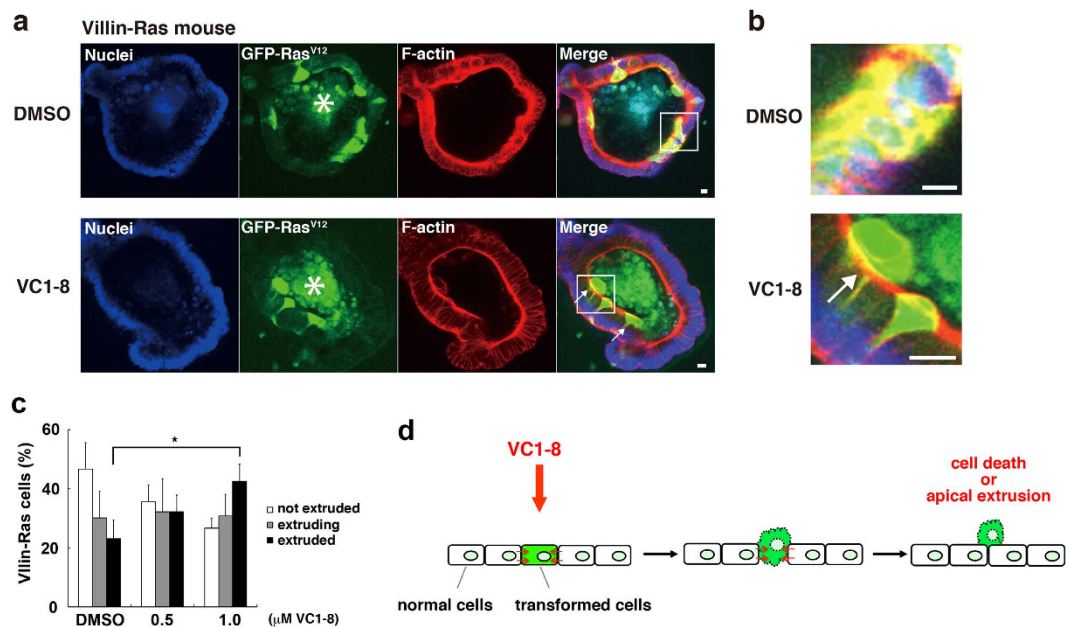 a
Villin-Ras mouse
Nuclei
GFP-RasV12
F-actin
Merge
DMSO
*
Nuclei
GFP-RasV12
F-actin
Merge
VC1-8
*
b
DMSO
VC1-8
c
VIllin-Ras cells (%)
60
40
20
0
*
not extruded
extruding
extruded
DMSO 0.5 1.0 (μM VC1-8)
d
VC1-8
cell death
or
apical extrusion
normal cells
transformed cells